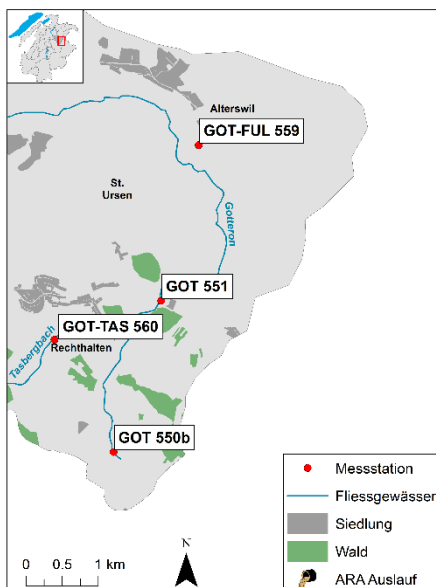 Alterswil
GOT-FUL 559
St.
Ursen
Gotteron
GOT 551
GOT-TAS 560
Tasbergbach
Rechthalten
GOT 550b
Messstation
Fliessgewässer
Siedlung
Wald
ARA Auslauf
N
0 0.5 1 km